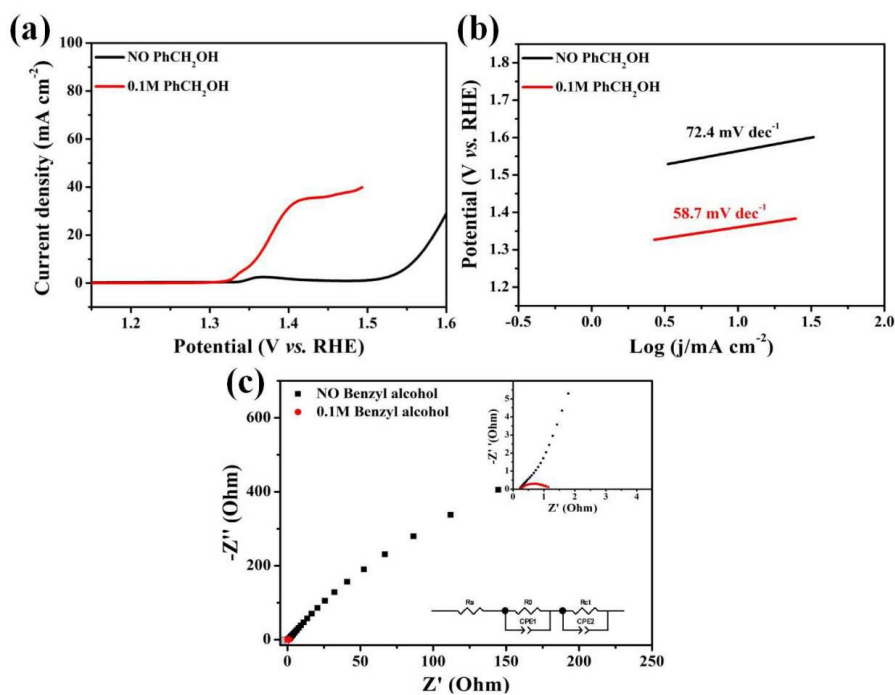 (a)
NO PhCH₂OH
0.1M PhCH₂OH
Current density (mA cm⁻²)
100
80
60
40
20
0
1.2
1.3
1.4
1.5
1.6
Potential (V vs. RHE)
(b)
NO PhCH₂OH
0.1M PhCH₂OH
72.4 mV dec⁻¹
58.7 mV dec⁻¹
Potential (V vs. RHE)
1.8
1.7
1.6
1.5
1.4
1.3
1.2
-0.5
0.0
0.5
1.0
1.5
2.0
Log (j/mA cm⁻²)
(c)
NO Benzyl alcohol
0.1M Benzyl alcohol
-Z'' (Ohm)
600
400
200
0
0
50
100
150
200
250
Z' (Ohm)
-Z'' (Ohm)
5
4
3
2
1
0
0
1
2
3
4
Z' (Ohm)
Rs
R0
Rct
CPE1
CPE2